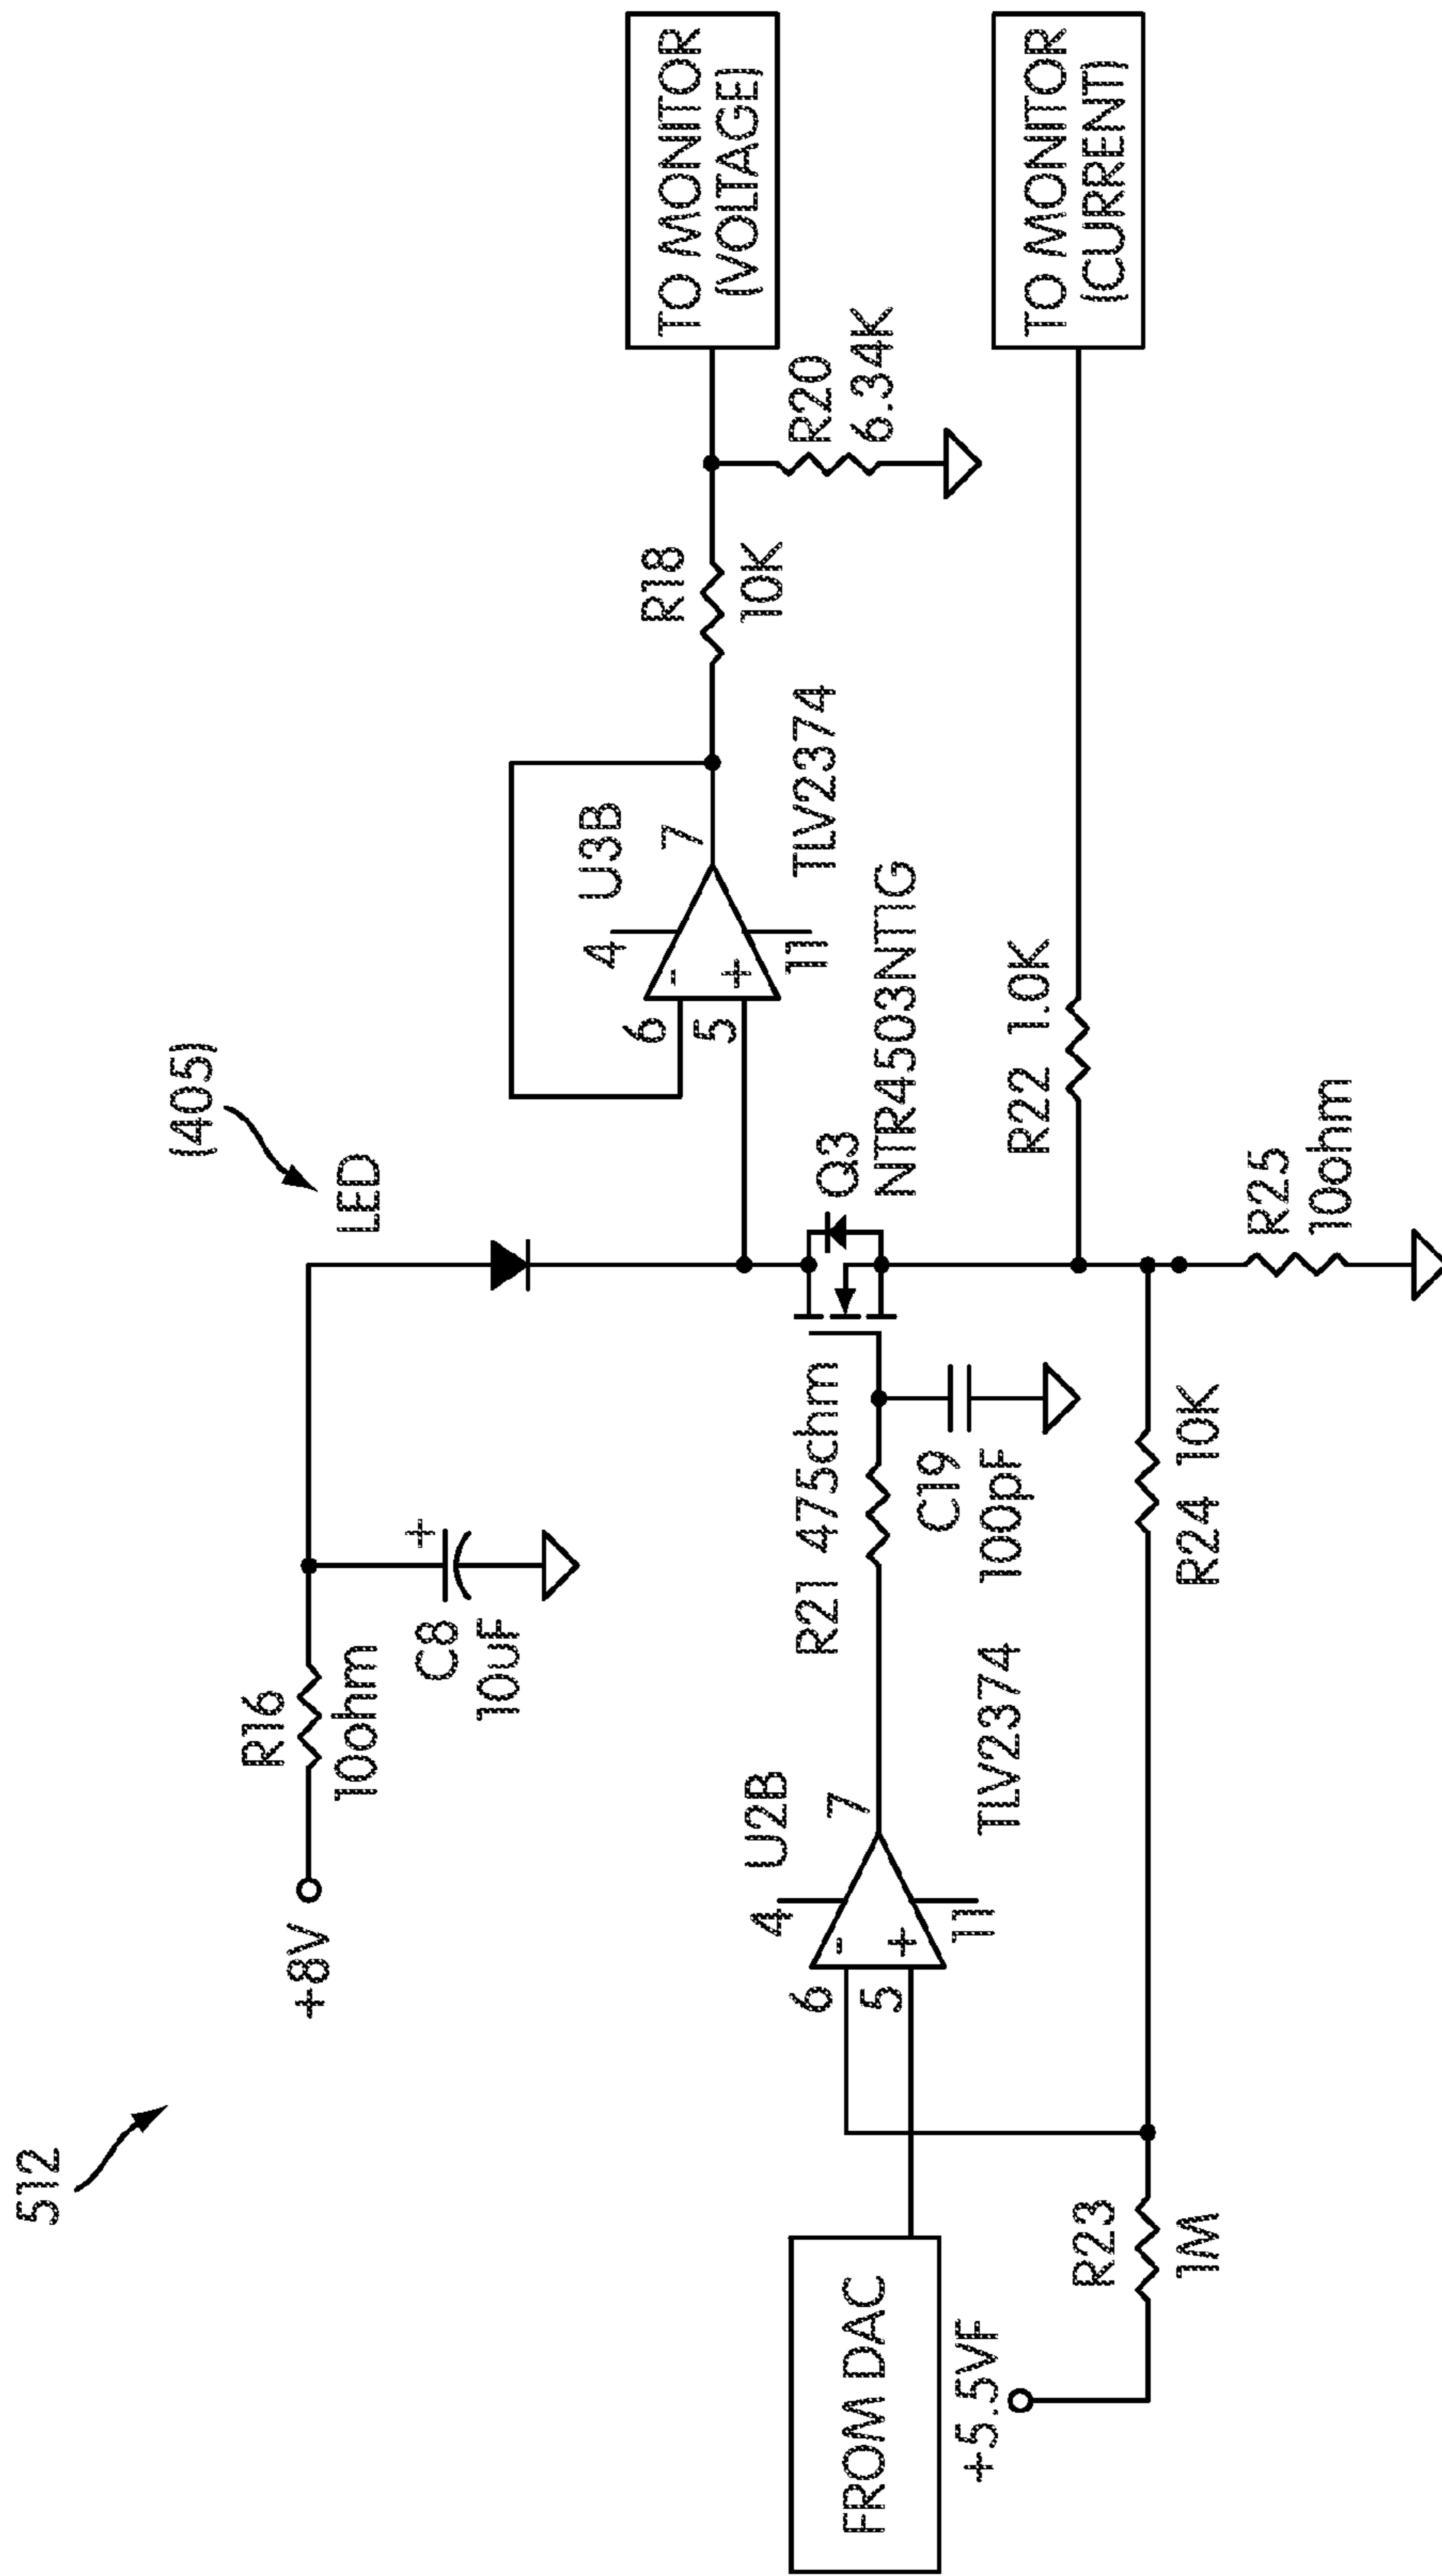 512
(405)
LED
+8V
R16
10ohm
C8
+
10uF
U3B
4
6
-
7
5
+
11
TLV2374
R18
10K
TO MONITOR
(VOLTAGE)
R20
6.34K
U2B
4
6
-
7
5
+
11
TLV2374
R21 475chm
C19
100pF
Q3
NTR4503NT1G
R22 1.0K
TO MONITOR
(CURRENT)
FROM DAC
+5.5VF
R23
1M
R24 10K
R25
10ohm